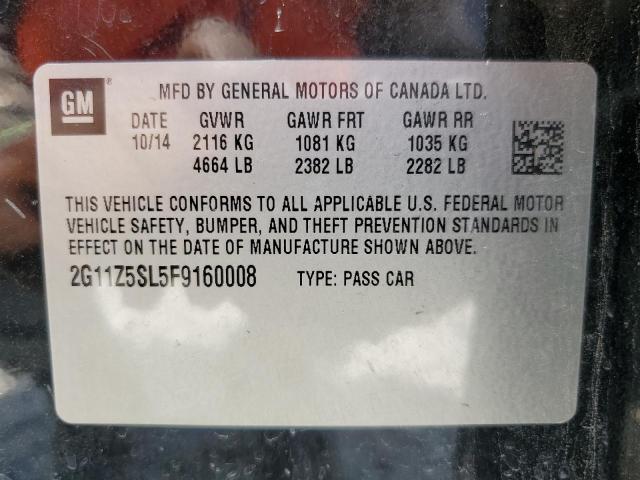 GM ®
MFD BY GENERAL MOTORS OF CANADA LTD.
DATE GVWR GAWR FRT GAWR RR
10/14 2116 KG 1081 KG 1035 KG
4664 LB 2382 LB 2282 LB
THIS VEHICLE CONFORMS TO ALL APPLICABLE U.S. FEDERAL MOTOR
VEHICLE SAFETY, BUMPER, AND THEFT PREVENTION STANDARDS IN
EFFECT ON THE DATE OF MANUFACTURE SHOWN ABOVE.
2G11Z5SL5F9160008 TYPE: PASS CAR